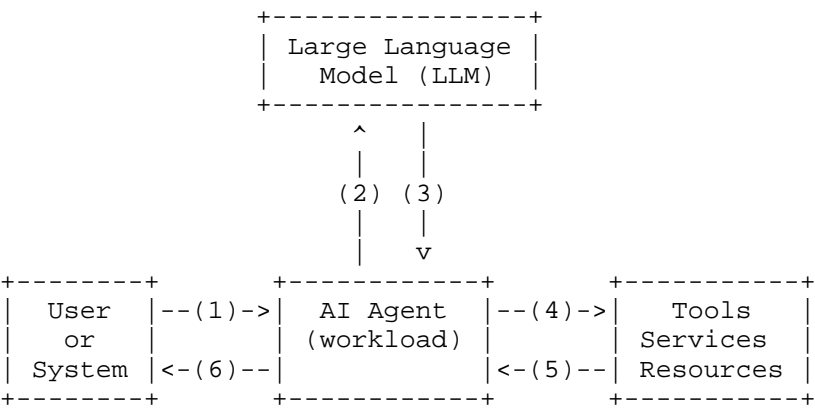 Large Language
Model (LLM)
(2) (3)
User --(1)-> AI Agent --(4)-> Tools
or (workload) Services
System <-(6)-- <-(5)-- Resources